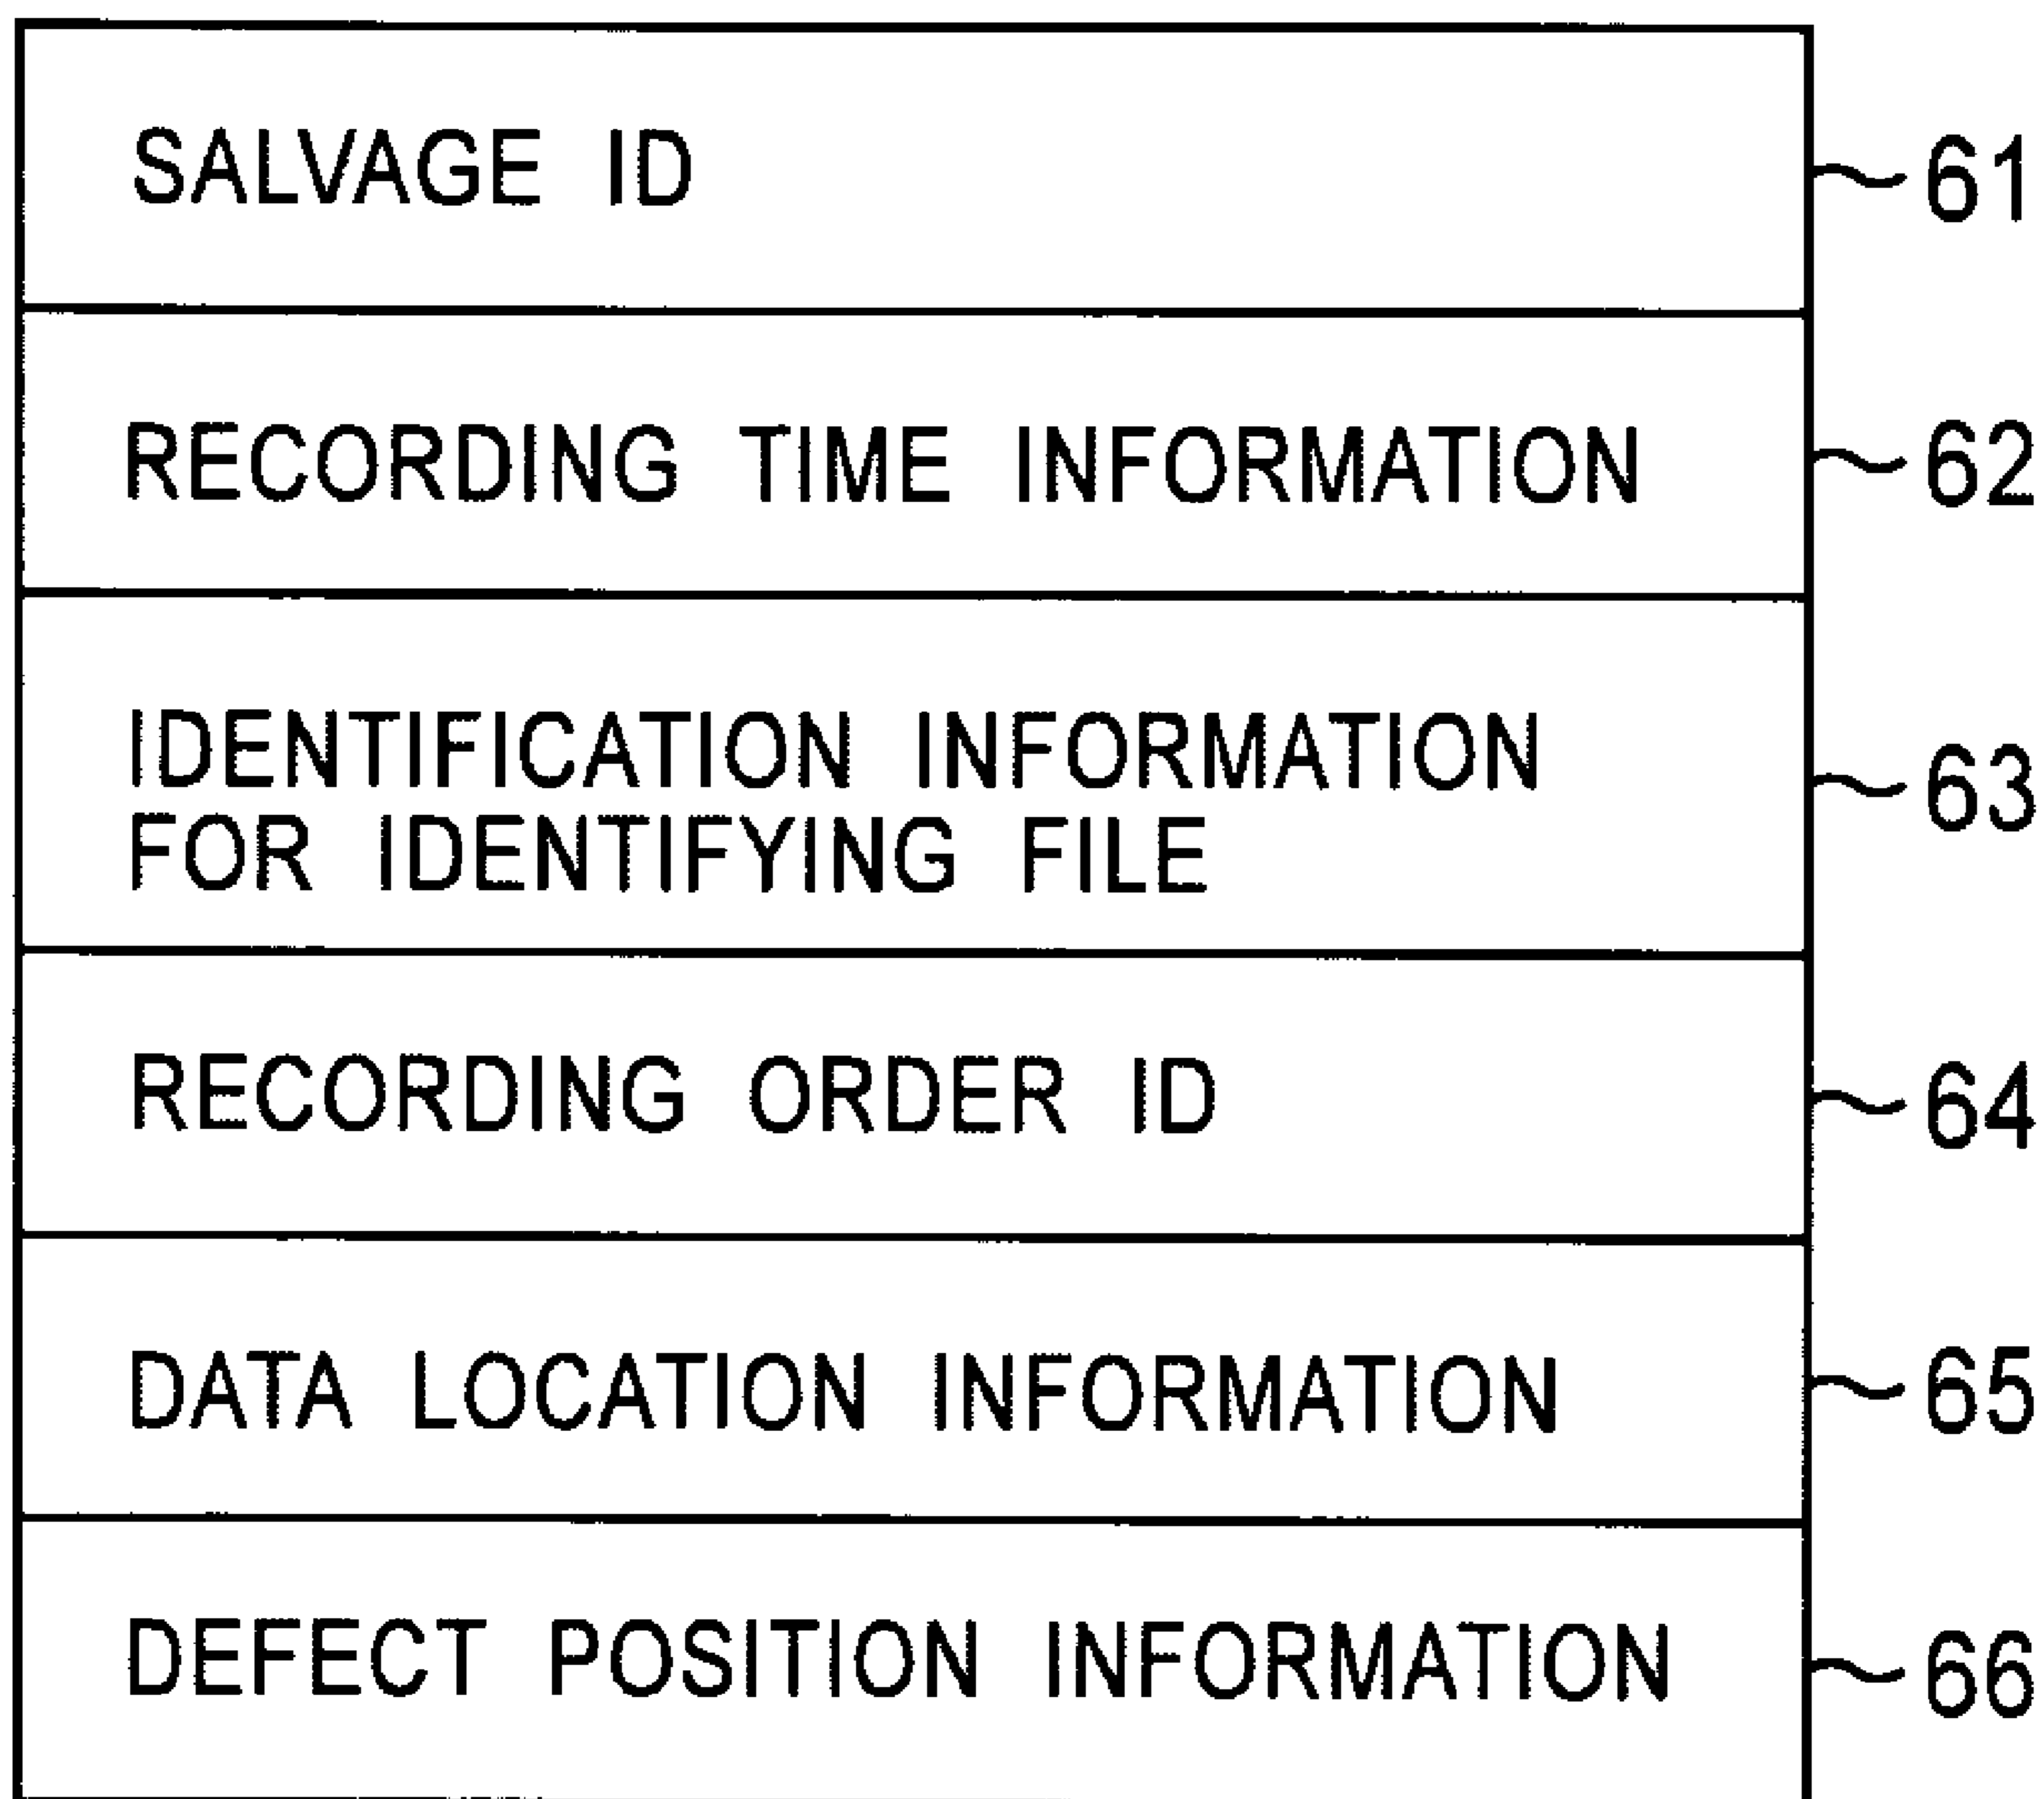 SALVAGE ID 61
RECORDING TIME INFORMATION 62
IDENTIFICATION INFORMATION 63
FOR IDENTIFYING FILE
RECORDING ORDER ID 64
DATA LOCATION INFORMATION 65
DEFECT POSITION INFORMATION 66